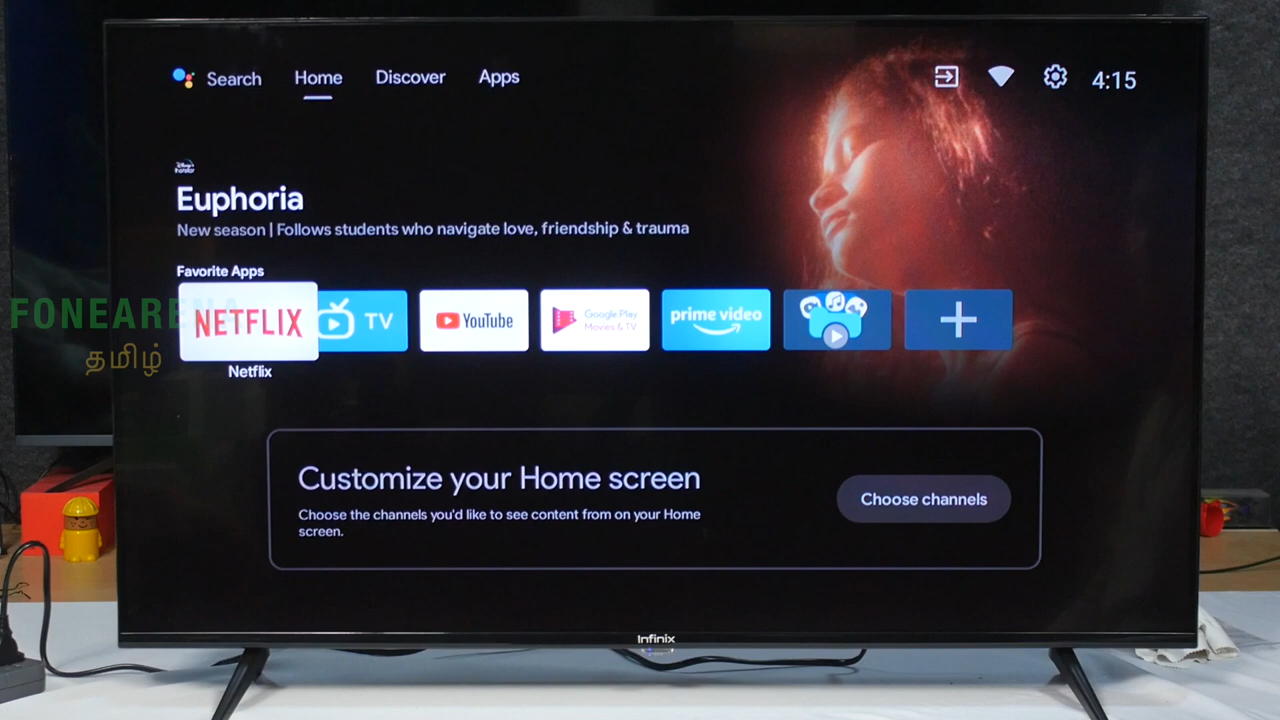 Search Home Discover Apps 4:15
Disney+
hotstar
Euphoria
New season | Follows students who navigate love, friendship & trauma
Favorite Apps
NETFLIX TV YouTube Google Play Movies & TV prime video
Netflix
FONEARENA
தமிழ்
Customize your Home screen
Choose the channels you'd like to see content from on your Home
screen.
Choose channels
Infinix